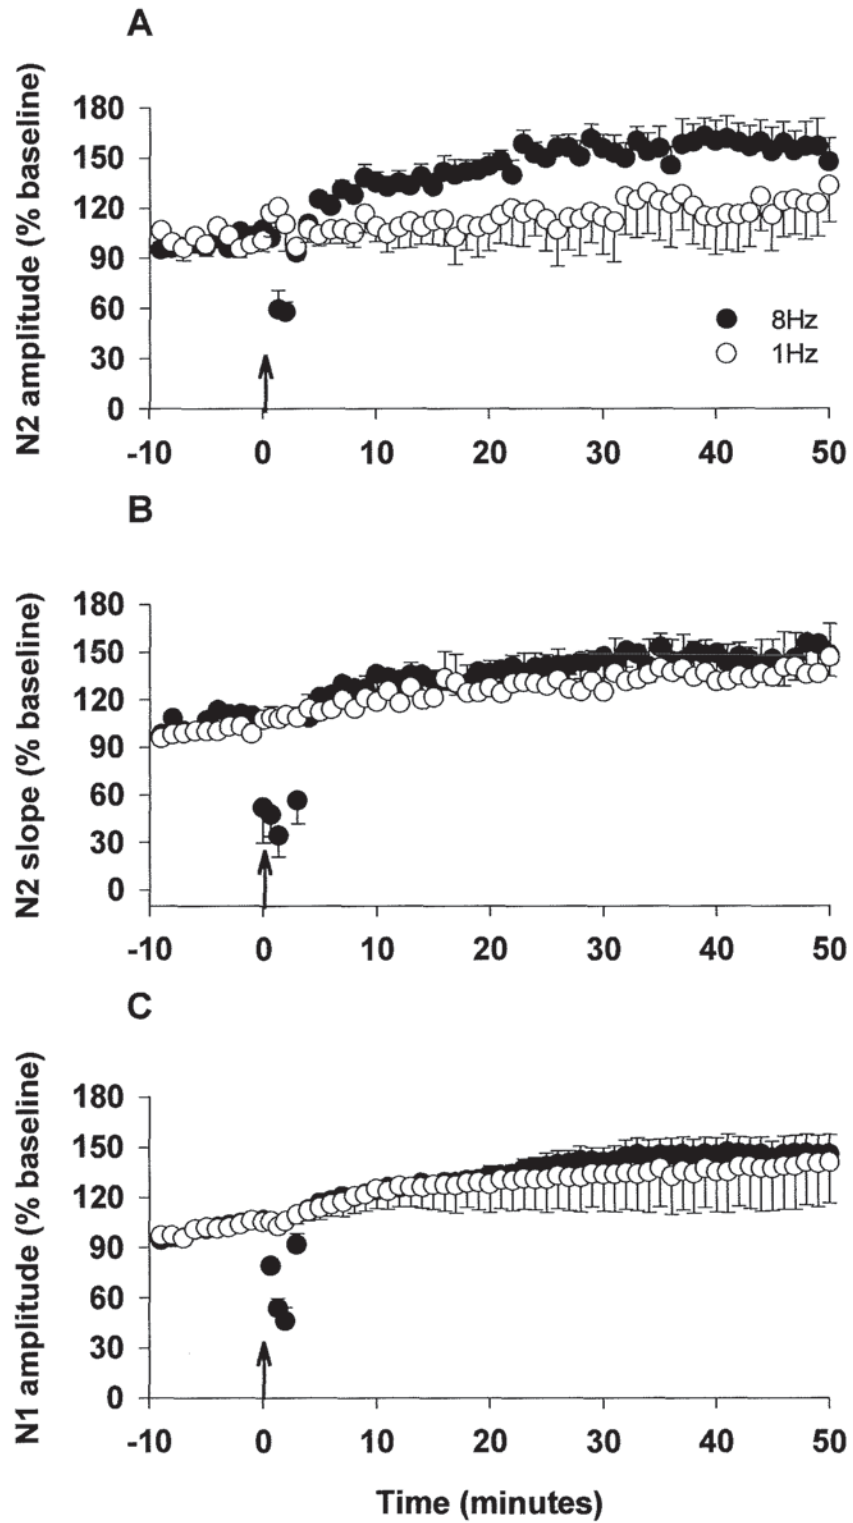 A
N2 amplitude (% baseline)
180
150
120
90
60
30
0
8Hz
1Hz
-10 0 10 20 30 40 50
B
N2 slope (% baseline)
180
150
120
90
60
30
0
-10 0 10 20 30 40 50
C
N1 amplitude (% baseline)
180
150
120
90
60
30
0
-10 0 10 20 30 40 50
Time (minutes)